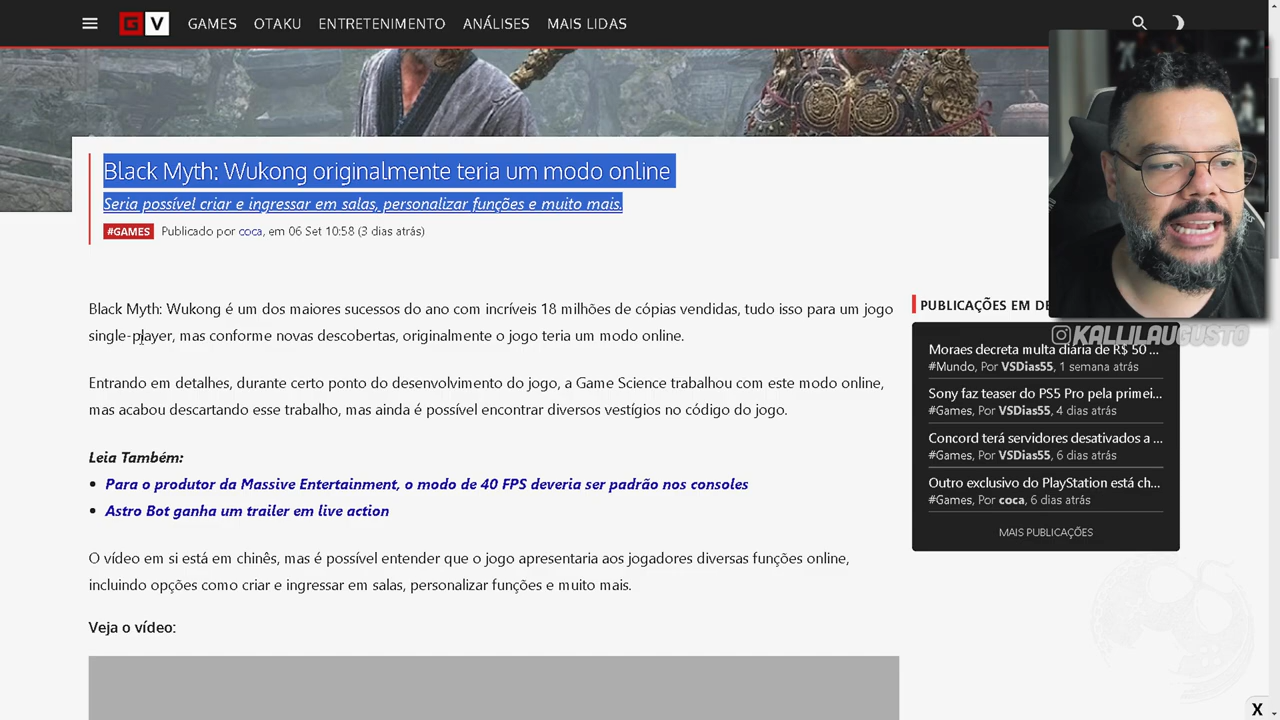 GV GAMES OTAKU ENTRETENIMENTO ANÁLISES MAIS LIDAS
Black Myth: Wukong originalmente teria um modo online
Seria possível criar e ingressar em salas, personalizar funções e muito mais.
#GAMES Publicado por coca, em 06 Set 10:58 (3 dias atrás)
Black Myth: Wukong é um dos maiores sucessos do ano com incríveis 18 milhões de cópias vendidas, tudo isso para um jogo
single-player, mas conforme novas descobertas, originalmente o jogo teria um modo online.
Entrando em detalhes, durante certo ponto do desenvolvimento do jogo, a Game Science trabalhou com este modo online,
mas acabou descartando esse trabalho, mas ainda é possível encontrar diversos vestígios no código do jogo.
Leia Também:
• Para o produtor da Massive Entertainment, o modo de 40 FPS deveria ser padrão nos consoles
• Astro Bot ganha um trailer em live action
O vídeo em si está em chinês, mas é possível entender que o jogo apresentaria aos jogadores diversas funções online,
incluindo opções como criar e ingressar em salas, personalizar funções e muito mais.
Veja o vídeo:
PUBLICAÇÕES EM DE
KALLILAUGUSTO
Moraes decreta multa diária de R$ 50 ...
#Mundo, Por VSDias55, 1 semana atrás
Sony faz teaser do PS5 Pro pela primei...
#Games, Por VSDias55, 4 dias atrás
Concord terá servidores desativados a ...
#Games, Por VSDias55, 6 dias atrás
Outro exclusivo do PlayStation está ch...
#Games, Por coca, 6 dias atrás
MAIS PUBLICAÇÕES
X